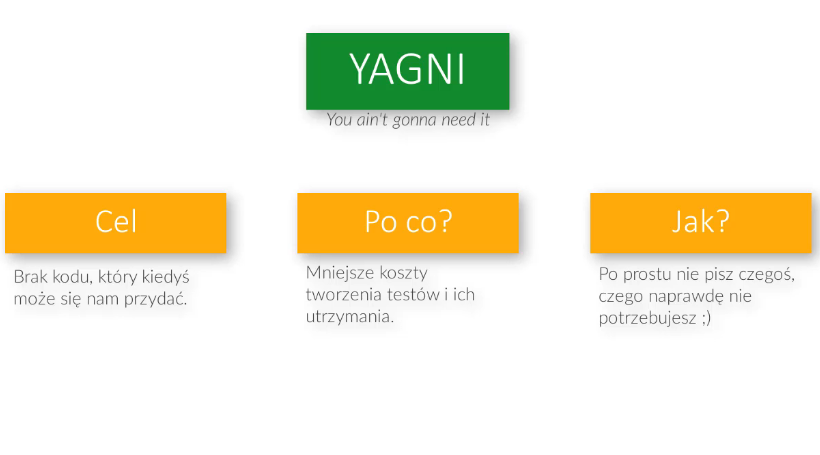 YAGNI
You ain't gonna need it
Cel
Brak kodu, który kiedyś
może się nam przydać.
Po co?
Mniejsze koszty
tworzenia testów i ich
utrzymania.
Jak?
Po prostu nie pisz czegoś,
czego naprawdę nie
potrzebujesz ;)